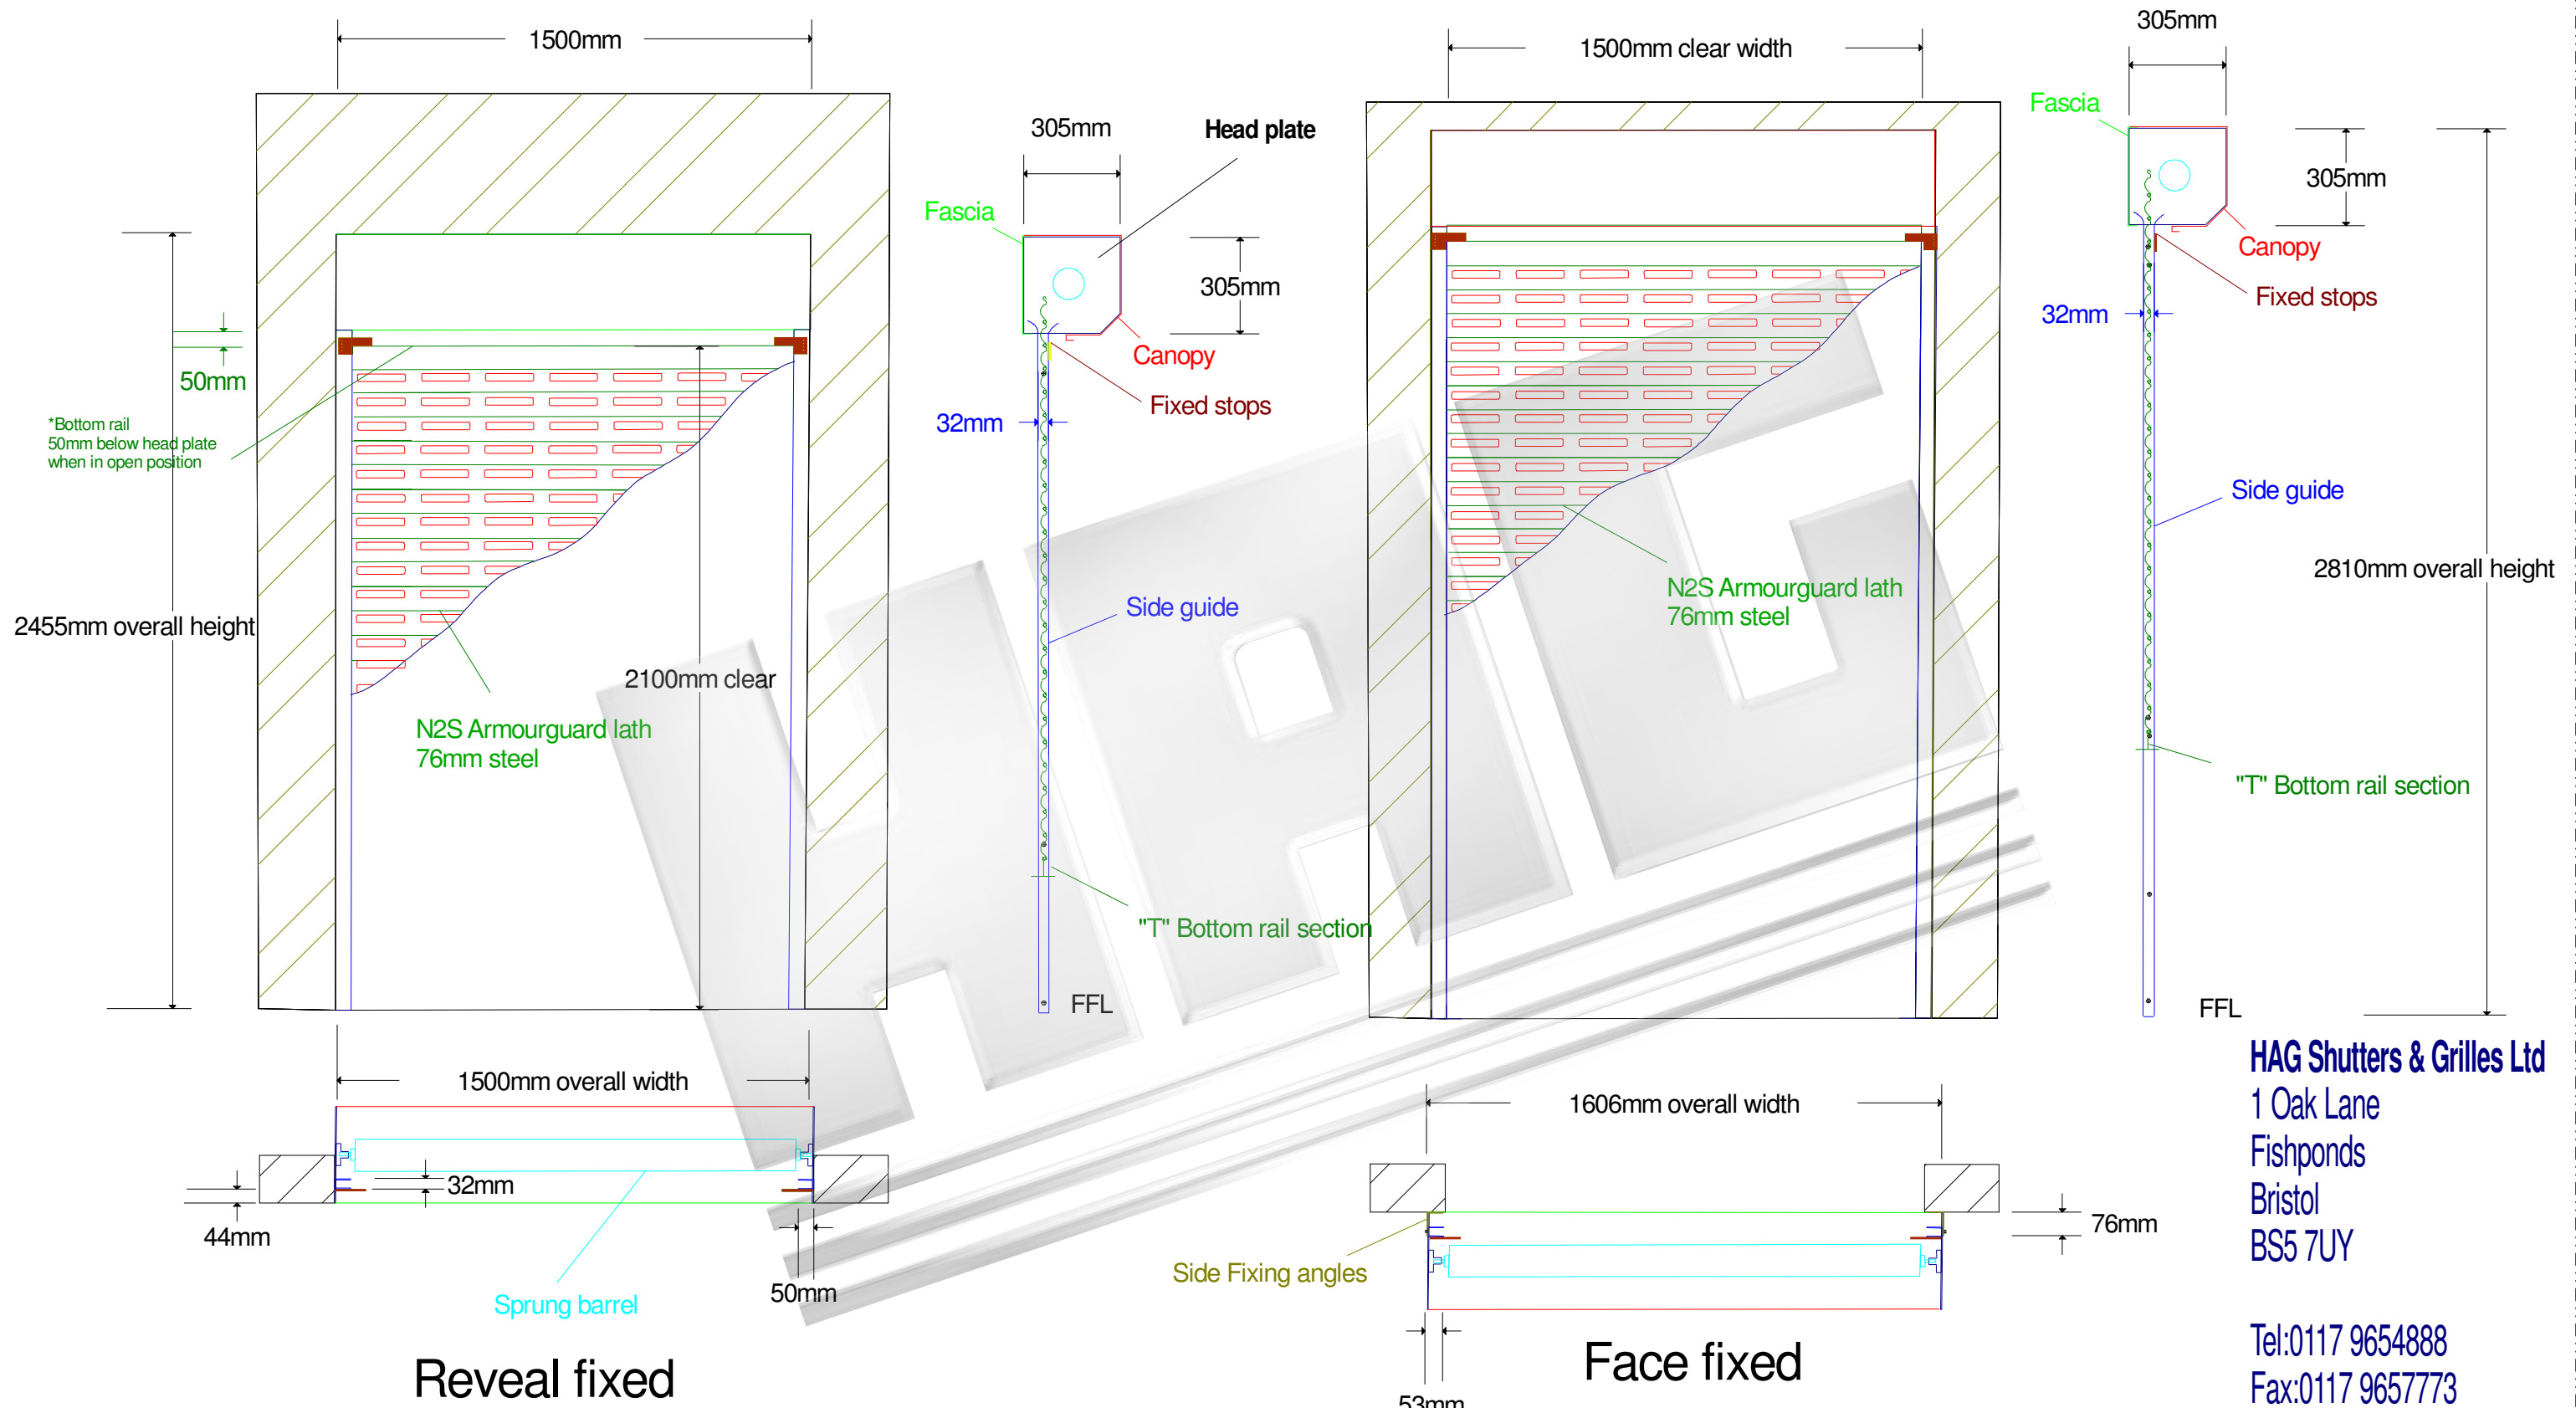 1500mm
2455mm overall height
50mm
*Bottom rail
50mm below head plate
when in open position
N2S Armourguard lath
76mm steel
2100mm clear
305mm
Head plate
Fascia
305mm
Canopy
Fixed stops
32mm
Side guide
"T" Bottom rail section
FFL
1500mm overall width
32mm
44mm
50mm
Sprung barrel
Reveal fixed
1500mm clear width
N2S Armourguard lath
76mm steel
305mm
Fascia
305mm
Canopy
Fixed stops
32mm
Side guide
2810mm overall height
"T" Bottom rail section
FFL
1606mm overall width
76mm
Side Fixing angles
53mm
Face fixed
HAG Shutters & Grilles Ltd
1 Oak Lane
Fishponds
Bristol
BS5 7UY
Tel:0117 9654888
Fax:0117 9657773
HAG